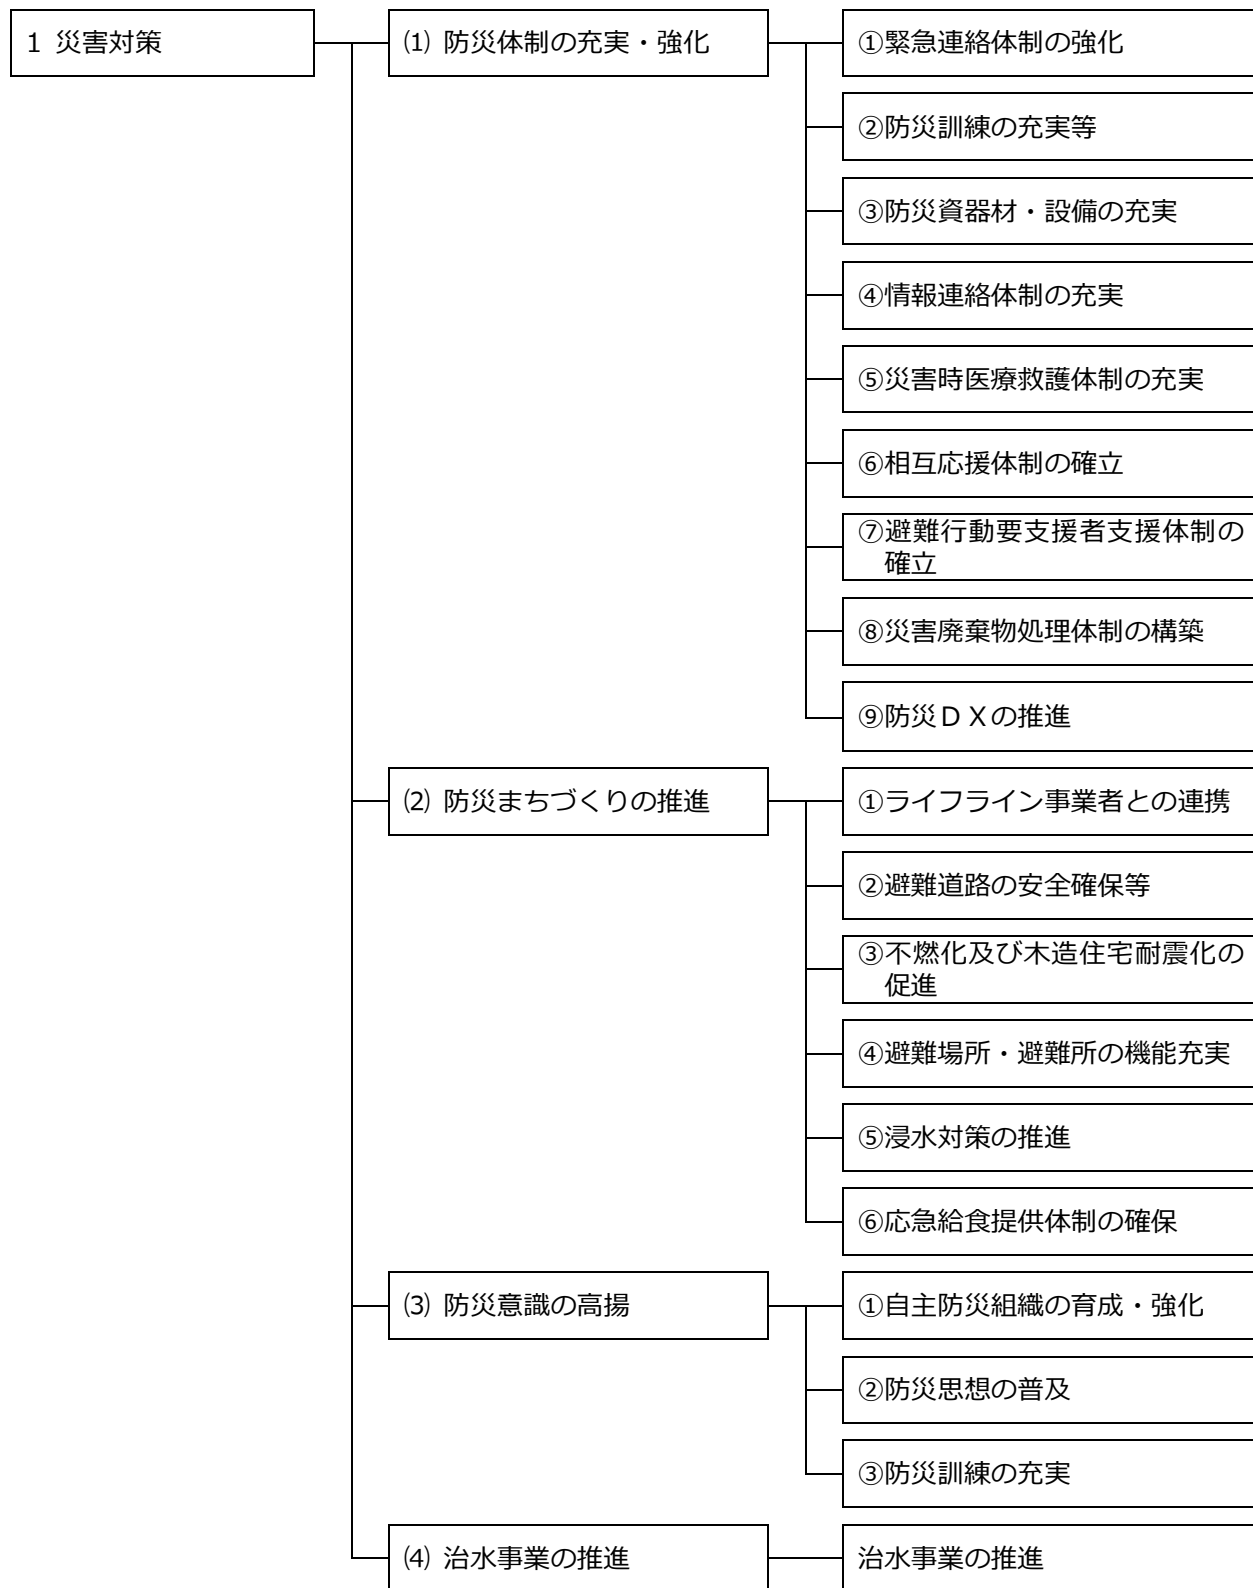 1 災害対策
⑴ 防災体制の充実・強化
①緊急連絡体制の強化
②防災訓練の充実等
③防災資器材・設備の充実
④情報連絡体制の充実
⑤災害時医療救護体制の充実
⑥相互応援体制の確立
⑦避難行動要支援者支援体制の
確立
⑧災害廃棄物処理体制の構築
⑨防災ＤＸの推進
⑵ 防災まちづくりの推進
①ライフライン事業者との連携
②避難道路の安全確保等
③不燃化及び木造住宅耐震化の
促進
④避難場所・避難所の機能充実
⑤浸水対策の推進
⑥応急給食提供体制の確保
⑶ 防災意識の高揚
①自主防災組織の育成・強化
②防災思想の普及
③防災訓練の充実
⑷ 治水事業の推進
治水事業の推進